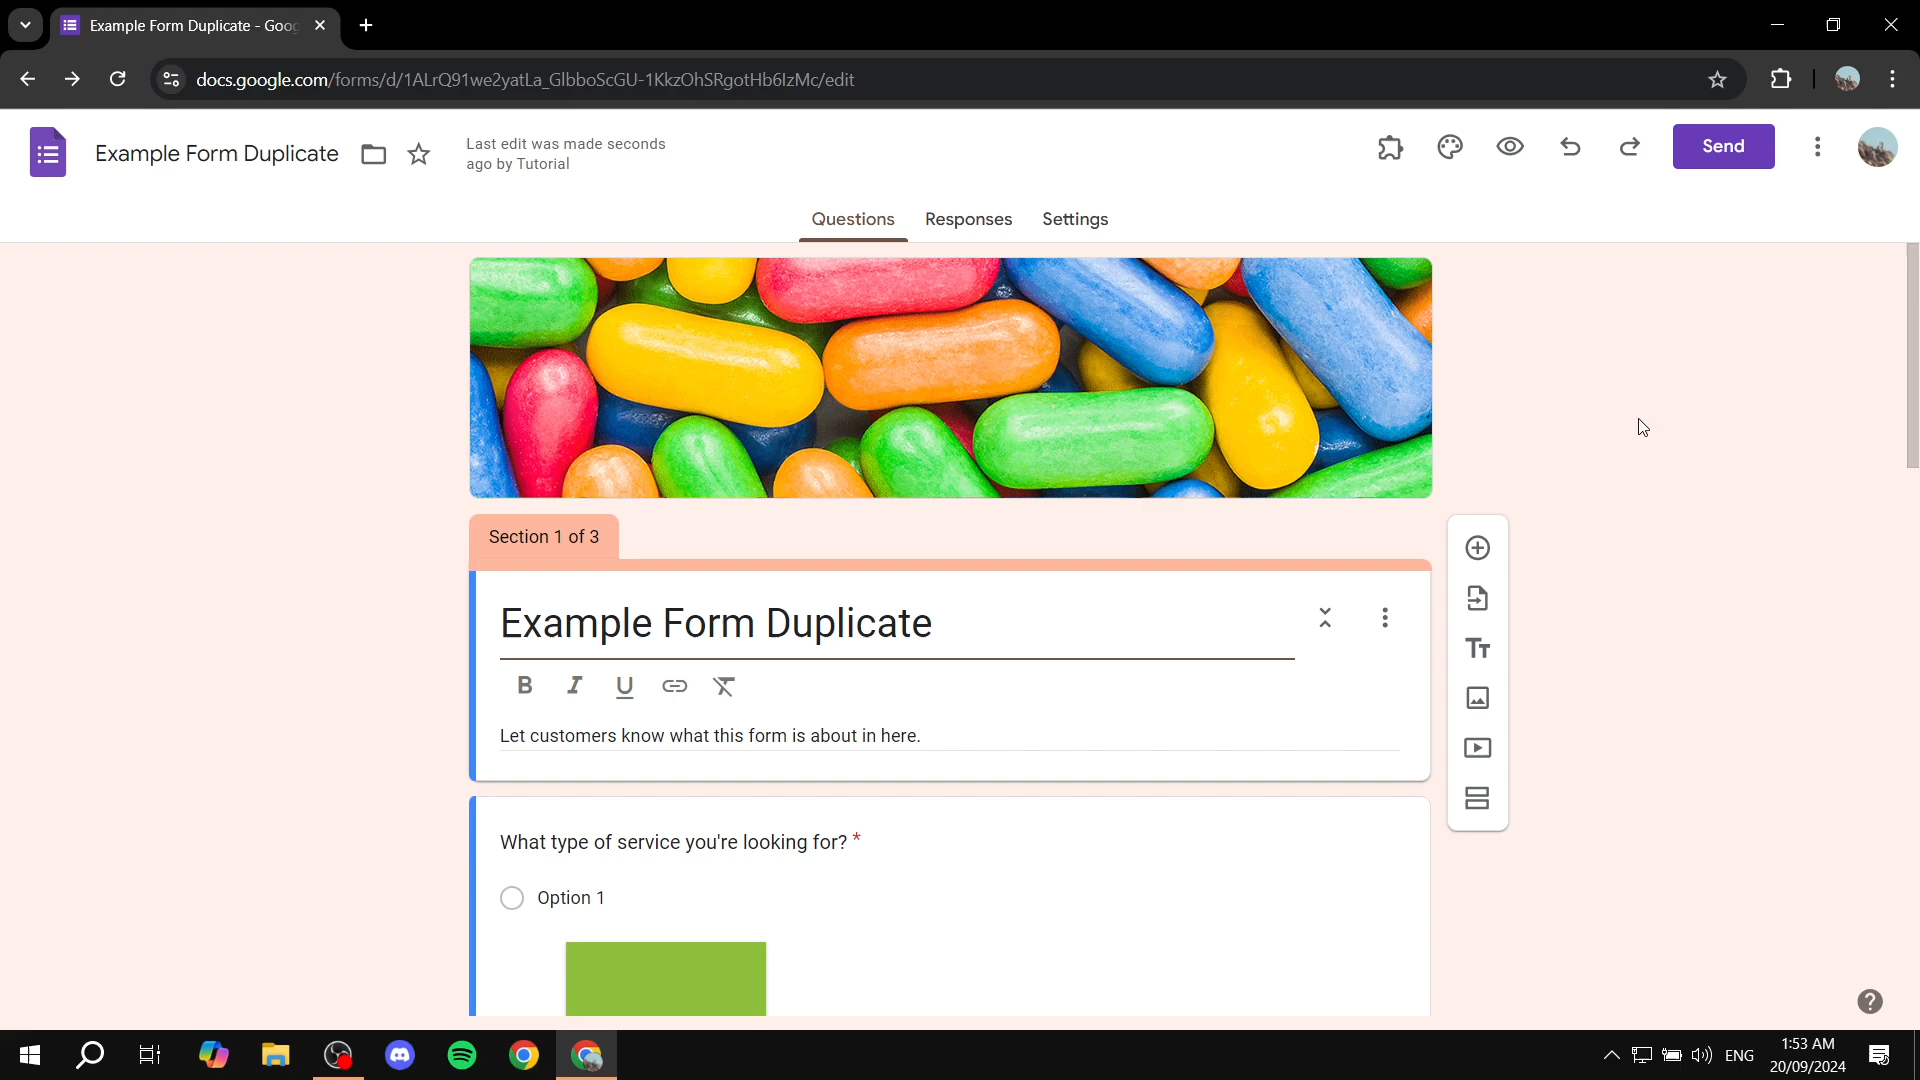 Example Form Duplicate - Goog
docs.google.com/forms/d/1ALrQ91we2yatLa_GlbboScGU-1KkzOhSRgotHb6IzMc/edit
Example Form Duplicate
Last edit was made seconds
ago by Tutorial
Send
Questions Responses Settings
Section 1 of 3
Example Form Duplicate
B I U
Let customers know what this form is about in here.
Tт
What type of service you're looking for? *
Option 1
ENG
1:53 AM
20/09/2024